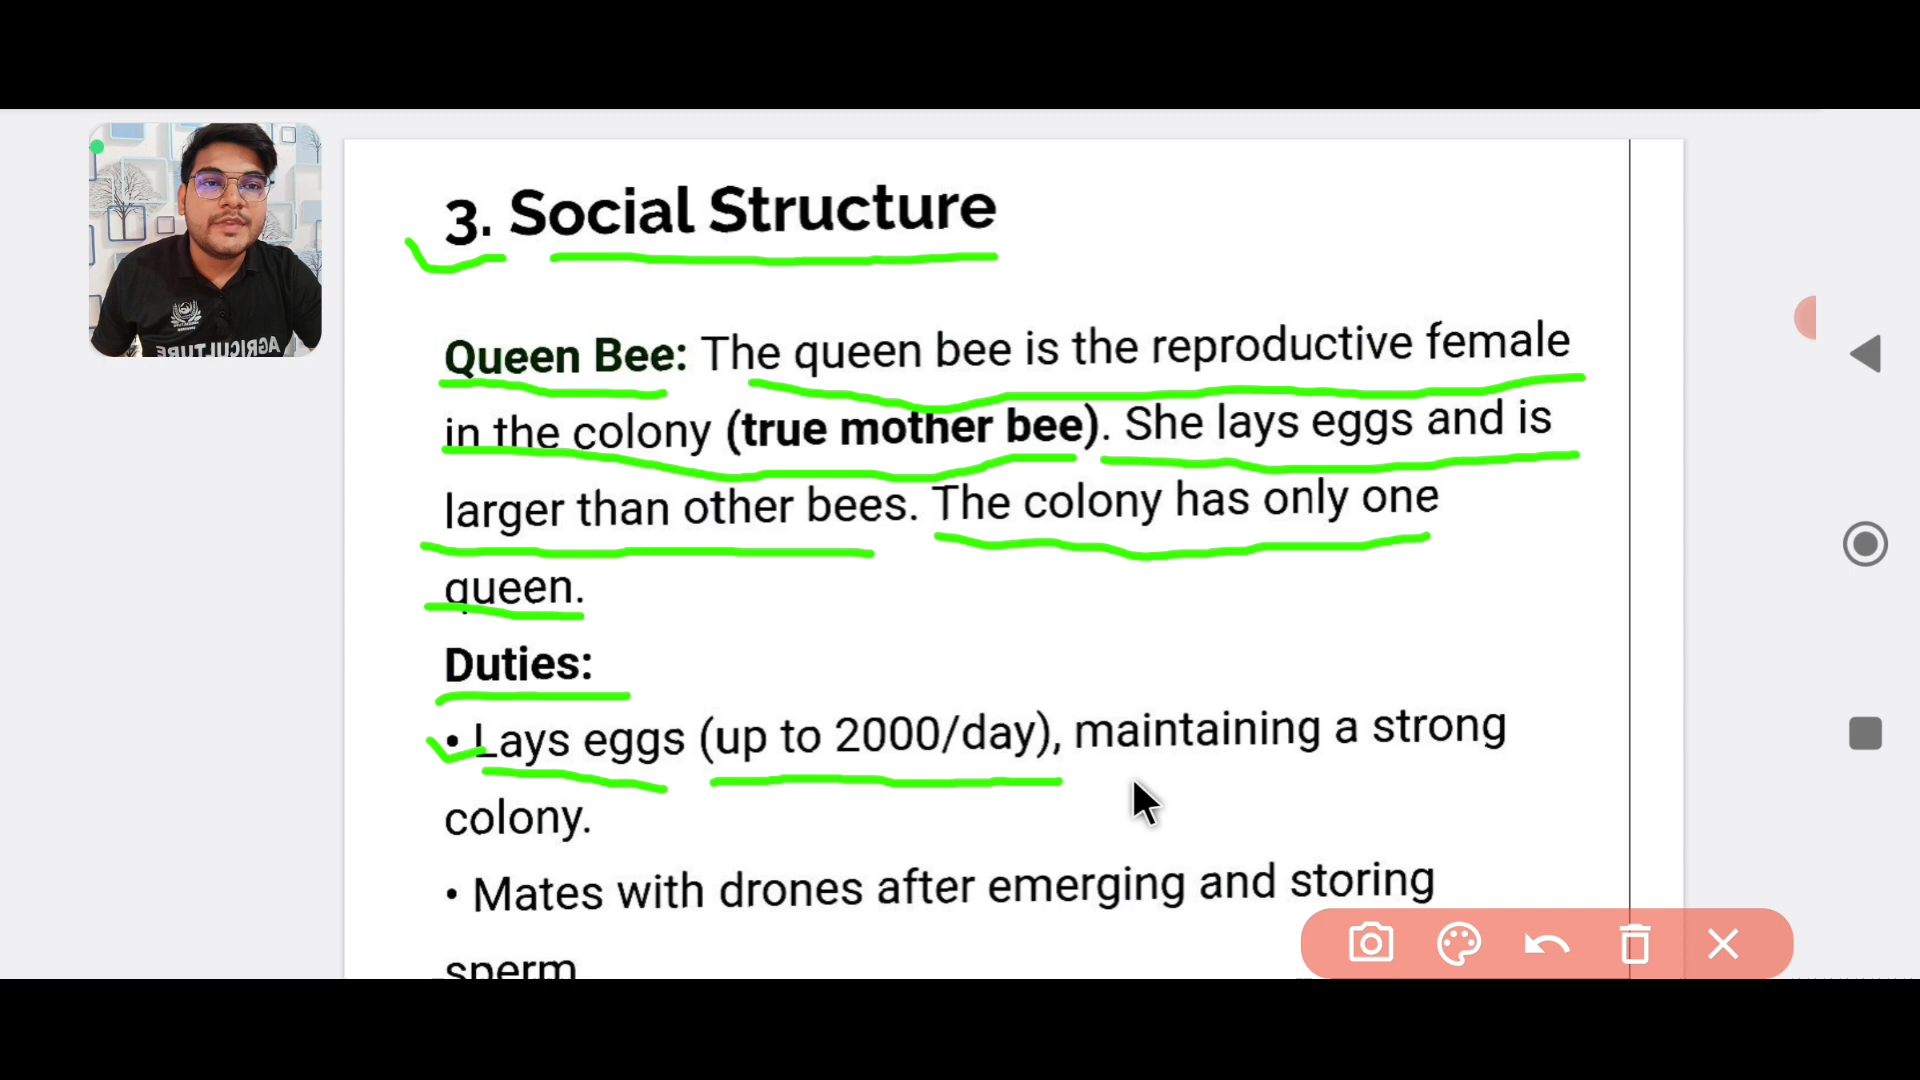 3. Social Structure
Queen Bee: The queen bee is the reproductive female
in the colony (true mother bee). She lays eggs and is
larger than other bees. The colony has only one
queen.
Duties:
• Lays eggs (up to 2000/day), maintaining a strong
colony.
• Mates with drones after emerging and storing
sperm
AGRICULTURE